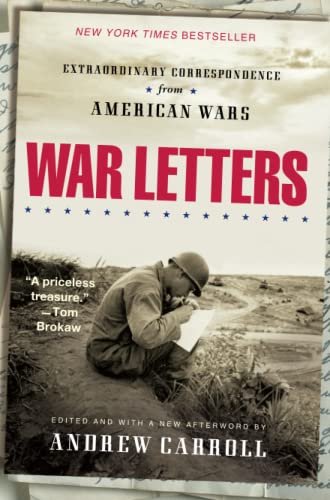 NEW YORK TIMES BESTSELLER
EXTRAORDINARY CORRESPONDENCE
from
AMERICAN WARS
WAR LETTERS
"A priceless
treasure."
—Tom
Brokaw
EDITED AND WITH A NEW AFTERWORD BY
ANDREW CARROLL